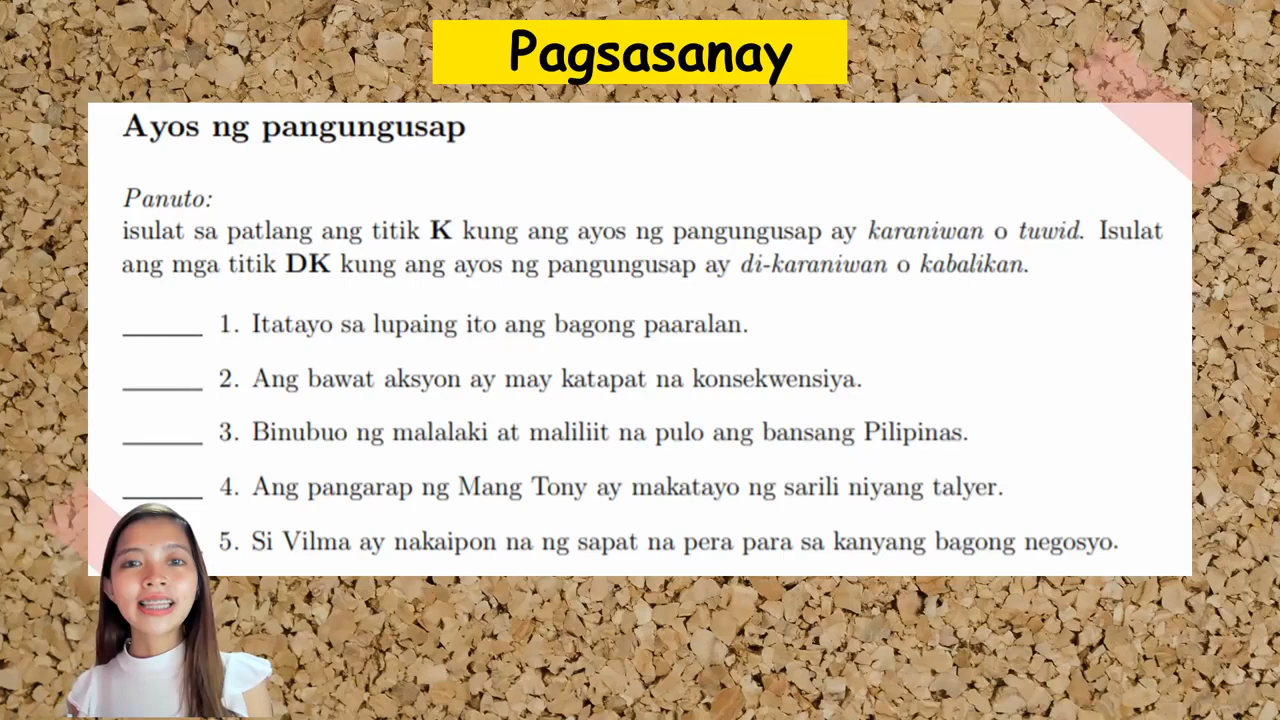 Pagsasanay
Ayos ng pangungusap
Panuto:
isulat sa patlang ang titik K kung ang ayos ng pangungusap ay karaniwan o tuwid. Isulat
ang mga titik DK kung ang ayos ng pangungusap ay di-karaniwan o kabalikan.
______ 1. Itatayo sa lupaing ito ang bagong paaralan.
______ 2. Ang bawat aksyon ay may katapat na konsekwensiya.
______ 3. Binubuo ng malalaki at maliliit na pulo ang bansang Pilipinas.
______ 4. Ang pangarap ng Mang Tony ay makatayo ng sarili niyang talyer.
5. Si Vilma ay nakaipon na ng sapat na pera para sa kanyang bagong negosyo.